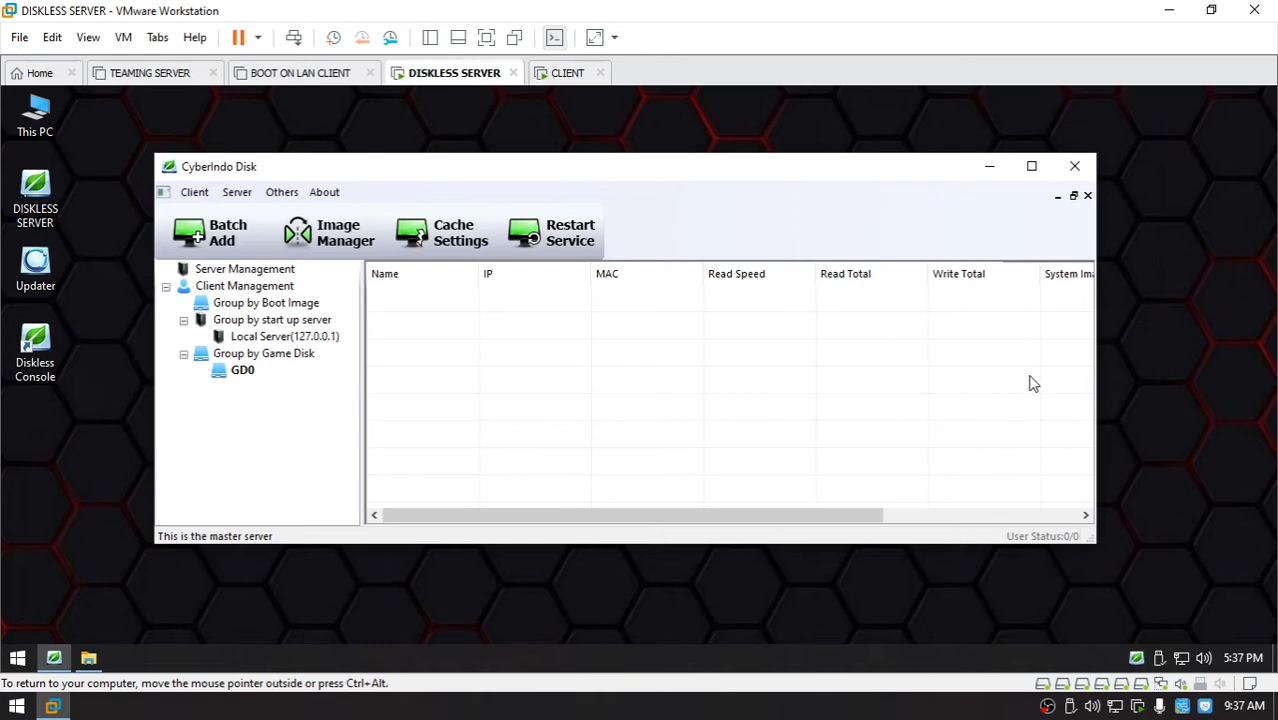 DISKLESS SERVER - VMware Workstation
File Edit View VM Tabs Help
Home TEAMING SERVER BOOT ON LAN CLIENT DISKLESS SERVER CLIENT
This PC
DISKLESS
SERVER
Updater
Diskless
Console
CyberIndo Disk
Client Server Others About
Batch
Add
Image
Manager
Cache
Settings
Restart
Service
Server Management
Client Management
Group by Boot Image
Group by start up server
Local Server(127.0.0.1)
Group by Game Disk
GD0
Name IP MAC Read Speed Read Total Write Total System Ima
This is the master server
User Status:0/0
5:37 PM
To return to your computer, move the mouse pointer outside or press Ctrl+Alt.
9:37 AM